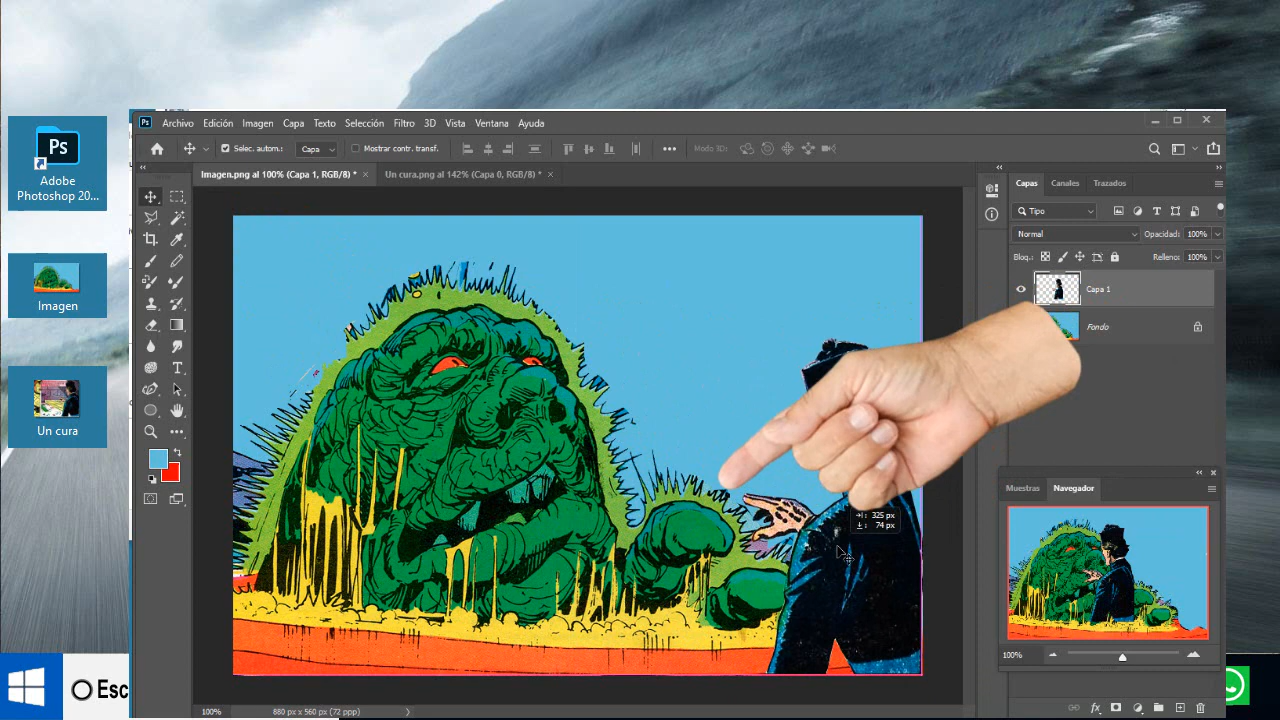 Ps
Archivo Edición Imagen Capa Texto Selección Filtro 3D Vista Ventana Ayuda
Selec. autom.: Capa Mostrar contr. transf. Modo 3D:
Imagen.png al 100% (Capa 1, RGB/8) * × Un cura.png al 142% (Capa 0, RGB/8) * ×
Ps
Adobe
Photoshop 20...
Imagen
Un cura
Capas Canales Trazados
Tipo
Normal Opacidad: 100%
Bloq.: Relleno: 100%
Capa 1
Fondo
325 px
74 px
Muestras Navegador
100%
Esc
100% 880 px x 560 px (72 ppp)
fx